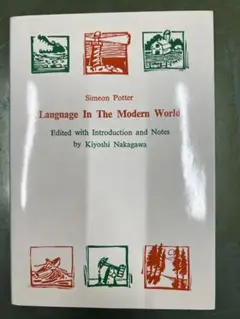 Simeon Potter
Language In The Modern World
Edited with Introduction and Notes
by Kiyoshi Nakagawa